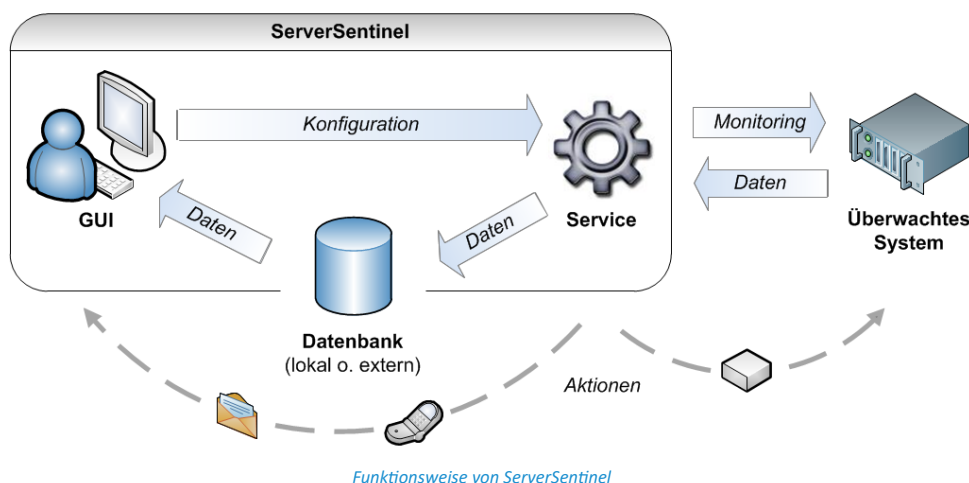 ServerSentinel
Konfiguration
Monitoring
Daten
GUI
Daten
Daten
Service
Überwachtes
System
Datenbank
(lokal o. extern)
Aktionen
Funktionsweise von ServerSentinel